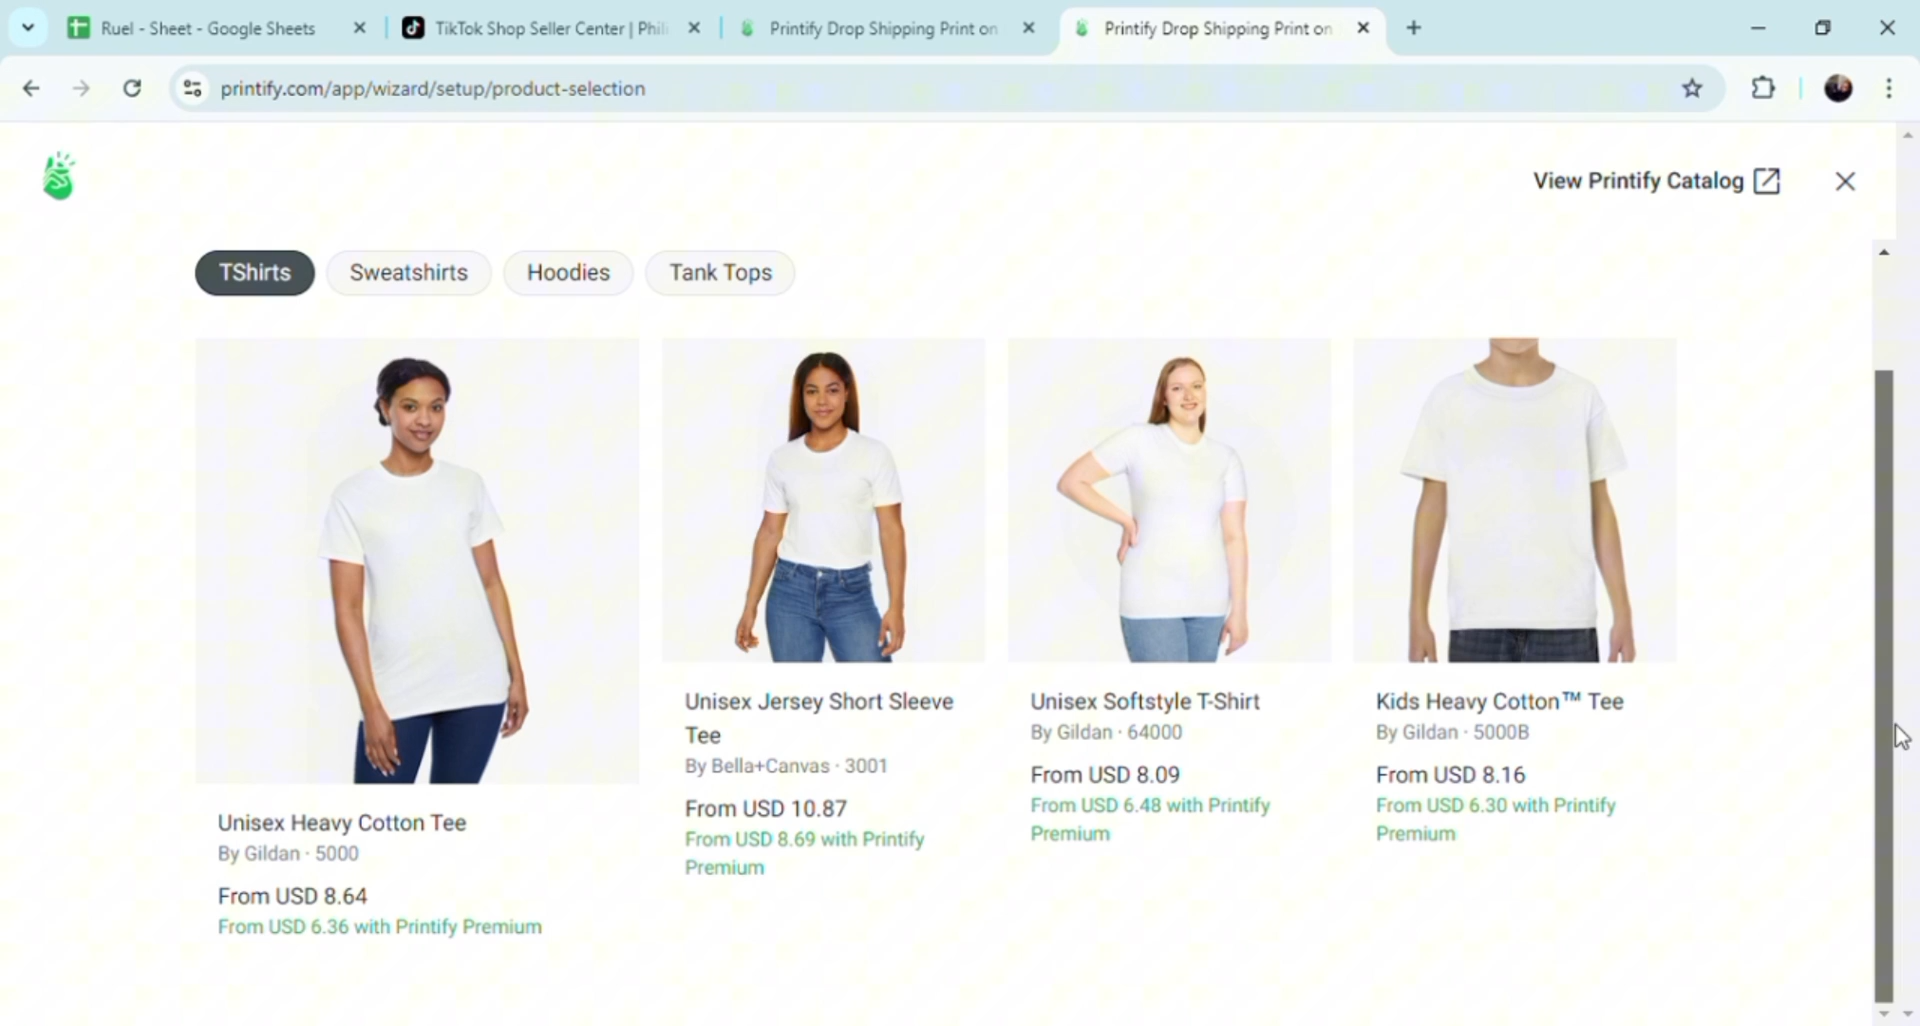 Ruel - Sheet - Google Sheets
TikTok Shop Seller Center | Phili
Printify Drop Shipping Print on
Printify Drop Shipping Print on
printify.com/app/wizard/setup/product-selection
View Printify Catalog
TShirts
Sweatshirts
Hoodies
Tank Tops
Unisex Heavy Cotton Tee
By Gildan · 5000
From USD 8.64
From USD 6.36 with Printify Premium
Unisex Jersey Short Sleeve
Tee
By Bella+Canvas · 3001
From USD 10.87
From USD 8.69 with Printify
Premium
Unisex Softstyle T-Shirt
By Gildan · 64000
From USD 8.09
From USD 6.48 with Printify
Premium
Kids Heavy Cotton™ Tee
By Gildan · 5000B
From USD 8.16
From USD 6.30 with Printify
Premium